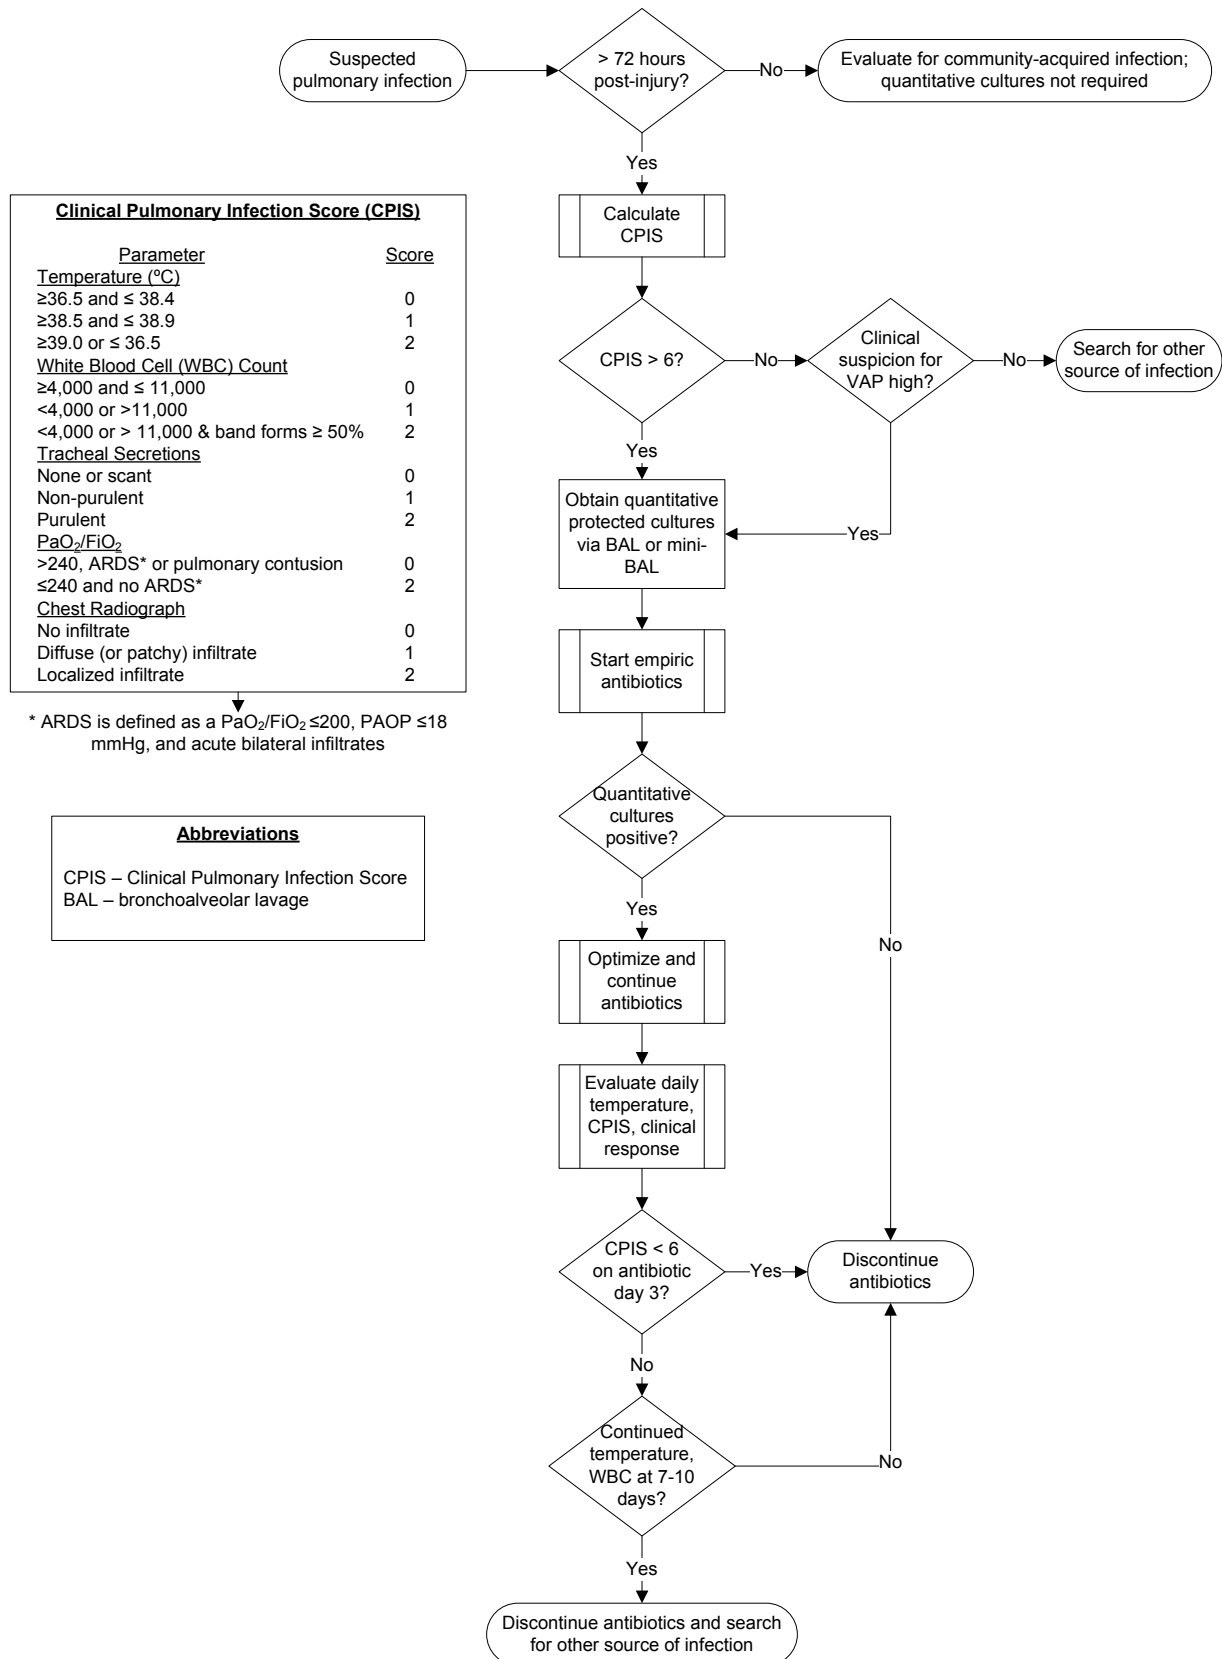 Suspected
pulmonary infection
> 72 hours
post-injury?
No
Evaluate for community-acquired infection;
quantitative cultures not required
Yes
Calculate
CPIS
CPIS > 6?
No
Clinical
suspicion for
VAP high?
No
Search for other
source of infection
Yes
Yes
Obtain quantitative
protected cultures
via BAL or mini-
BAL
Start empiric
antibiotics
Quantitative
cultures
positive?
Yes
No
Optimize and
continue
antibiotics
Evaluate daily
temperature,
CPIS, clinical
response
CPIS < 6
on antibiotic
day 3?
Yes
Discontinue
antibiotics
No
Continued
temperature,
WBC at 7-10
days?
No
Yes
Discontinue antibiotics and search
for other source of infection
Clinical Pulmonary Infection Score (CPIS)
Parameter Score
Temperature (ºC)
≥36.5 and ≤ 38.4 0
≥38.5 and ≤ 38.9 1
≥39.0 or ≤ 36.5 2
White Blood Cell (WBC) Count
≥4,000 and ≤ 11,000 0
<4,000 or >11,000 1
<4,000 or > 11,000 & band forms ≥ 50% 2
Tracheal Secretions
None or scant 0
Non-purulent 1
Purulent 2
PaO₂/FiO₂
>240, ARDS* or pulmonary contusion 0
≤240 and no ARDS* 2
Chest Radiograph
No infiltrate 0
Diffuse (or patchy) infiltrate 1
Localized infiltrate 2
* ARDS is defined as a PaO₂/FiO₂ ≤200, PAOP ≤18
mmHg, and acute bilateral infiltrates
Abbreviations
CPIS – Clinical Pulmonary Infection Score
BAL – bronchoalveolar lavage